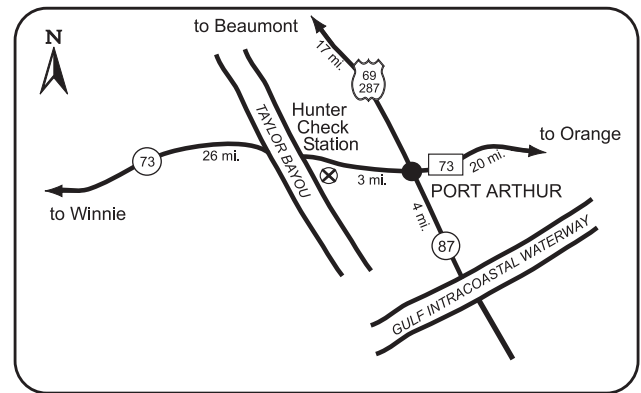 to Beaumont
N
17 mi.
69
287
Hunter
Check
Station
TAYLOR BAYOU
to Orange
73
26 mi.
73
20 mi.
3 mi.
PORT ARTHUR
to Winnie
4 mi.
87
GULF INTRACOASTAL WATERWAY